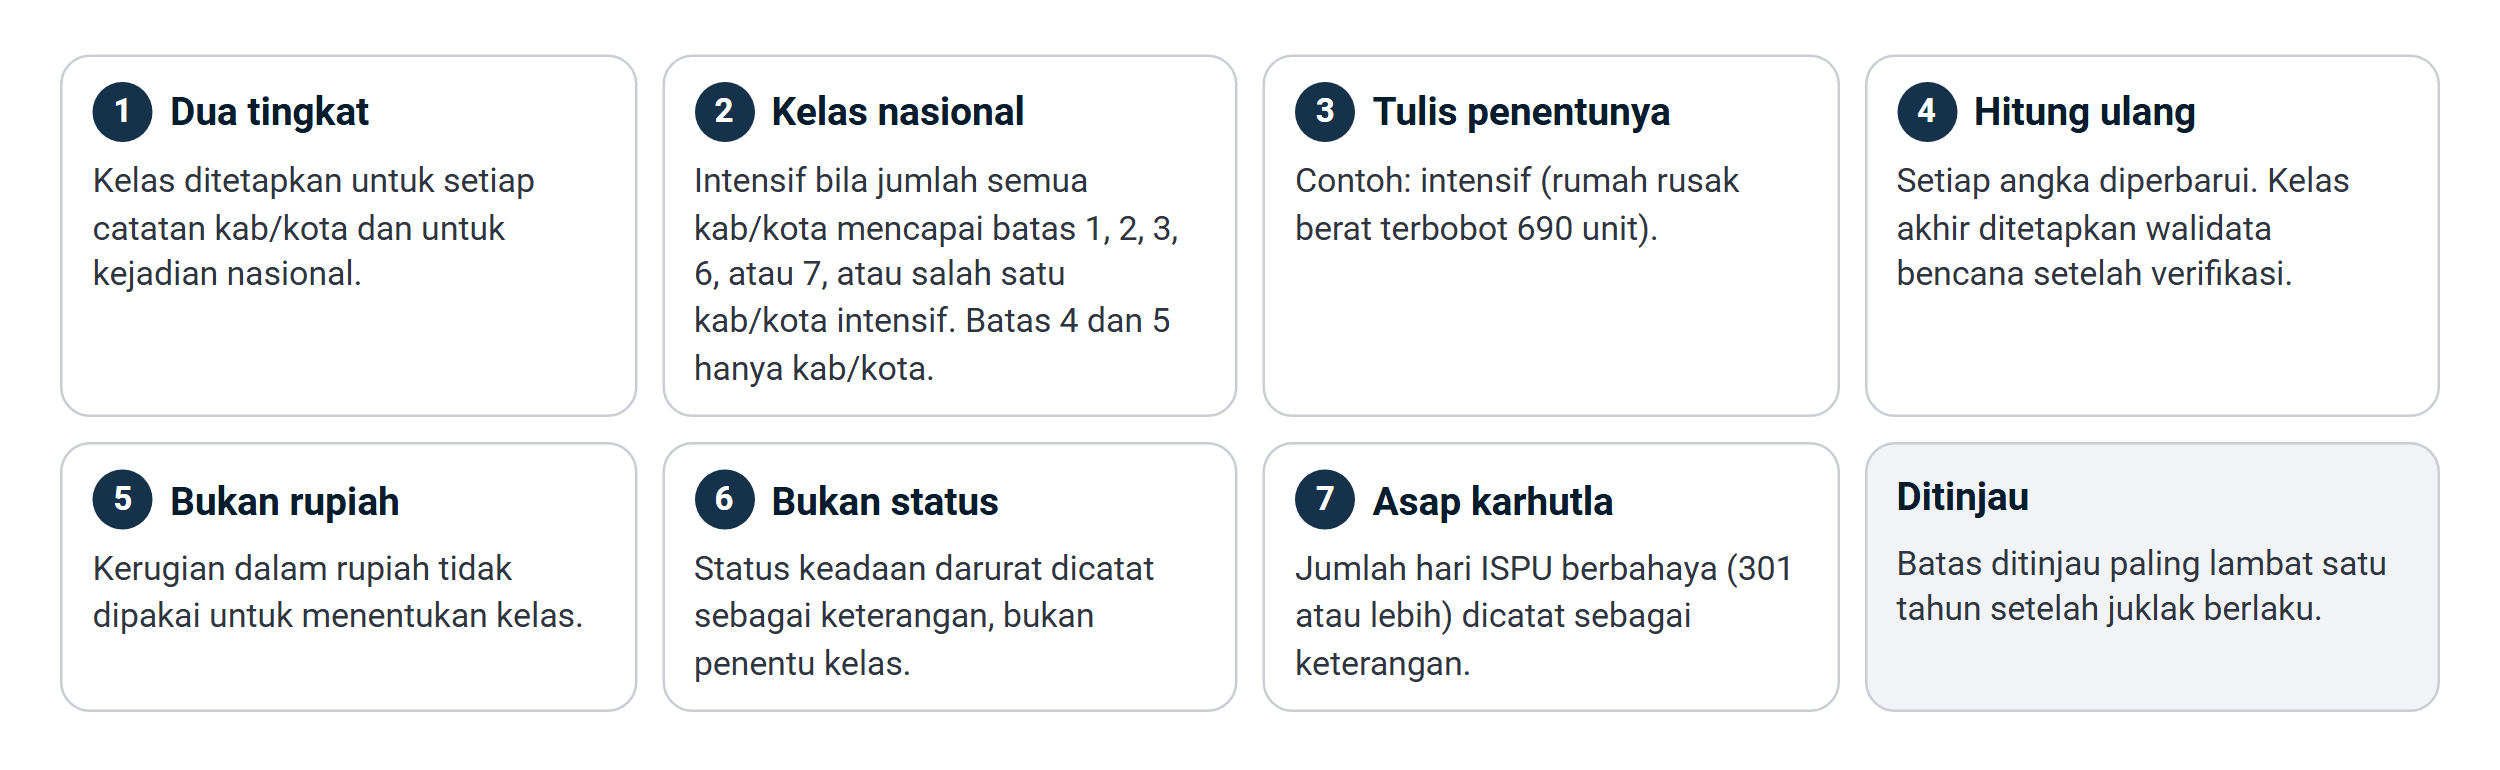 1 Dua tingkat
Kelas ditetapkan untuk setiap
catatan kab/kota dan untuk
kejadian nasional.
2 Kelas nasional
Intensif bila jumlah semua
kab/kota mencapai batas 1, 2, 3,
6, atau 7, atau salah satu
kab/kota intensif. Batas 4 dan 5
hanya kab/kota.
3 Tulis penentunya
Contoh: intensif (rumah rusak
berat terbobot 690 unit).
4 Hitung ulang
Setiap angka diperbarui. Kelas
akhir ditetapkan walidata
bencana setelah verifikasi.
5 Bukan rupiah
Kerugian dalam rupiah tidak
dipakai untuk menentukan kelas.
6 Bukan status
Status keadaan darurat dicatat
sebagai keterangan, bukan
penentu kelas.
7 Asap karhutla
Jumlah hari ISPU berbahaya (301
atau lebih) dicatat sebagai
keterangan.
Ditinjau
Batas ditinjau paling lambat satu
tahun setelah juklak berlaku.